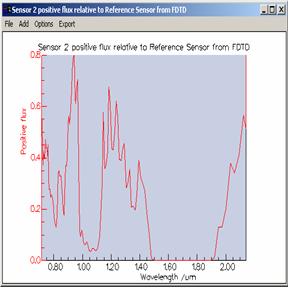 Sensor 2 positive flux relative to Reference Sensor from FDTD
File Add Options Export
Sensor 2 positive flux relative to Reference Sensor from FDTD
0.8
0.6
Positive flux
0.4
0.2
0.0
0.80 1.00 1.20 1.40 1.60 1.80 2.00
Wavelength /um